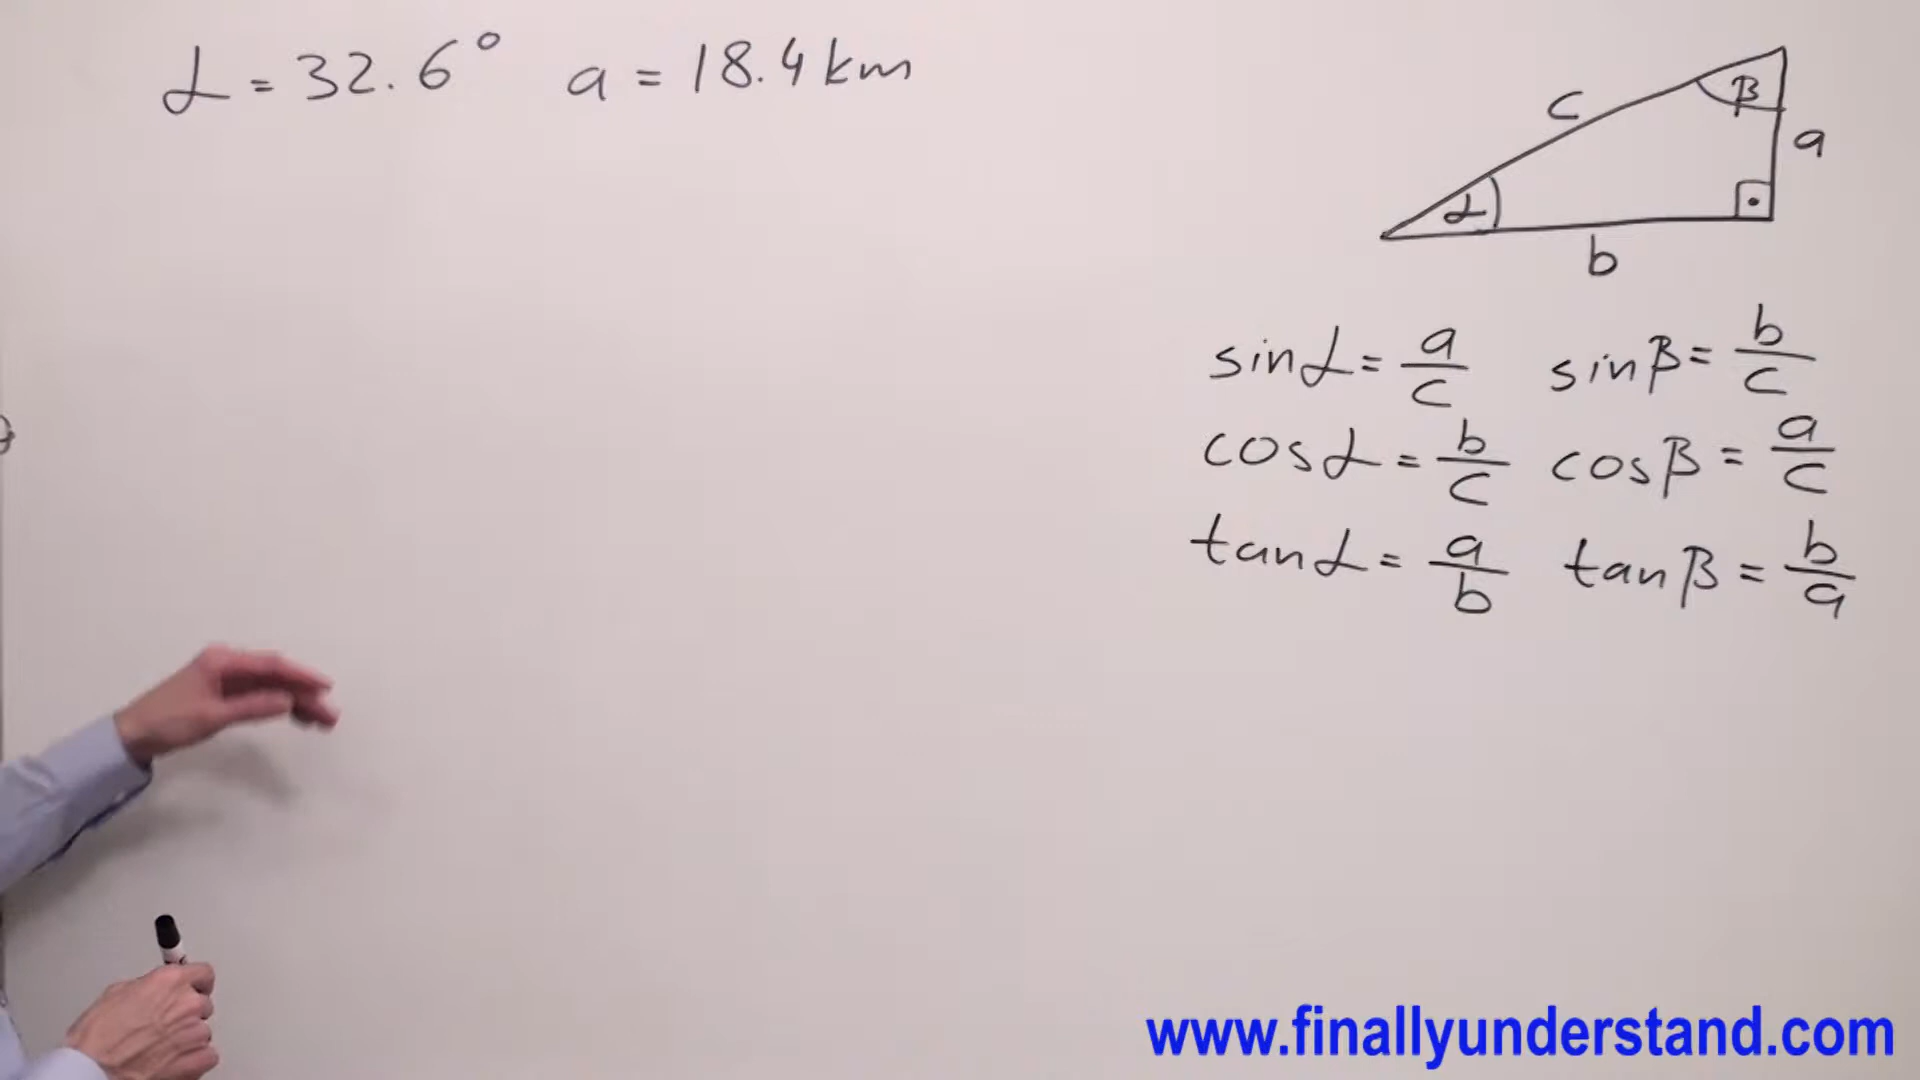 α = 32.6° a = 18.4 km
β
c
a
α
b
sin α = a/c sin β = b/c
cos α = b/c cos β = a/c
tan α = a/b tan β = b/a
www.finallyunderstand.com